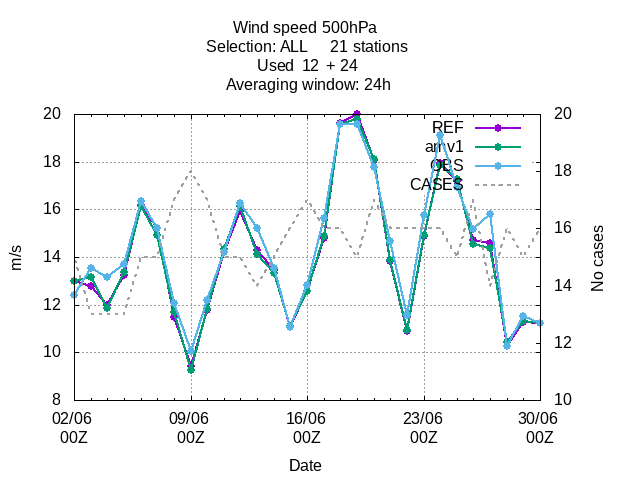 Wind speed 500hPa
Selection: ALL 21 stations
Used 12 + 24
Averaging window: 24h
20 20
REF
arnv1
OBS
CASES
18 18
16 16
14 14
12 12
10
8 10
m/s
No cases
02/06 09/06 16/06 23/06 30/06
00Z 00Z 00Z 00Z 00Z
Date